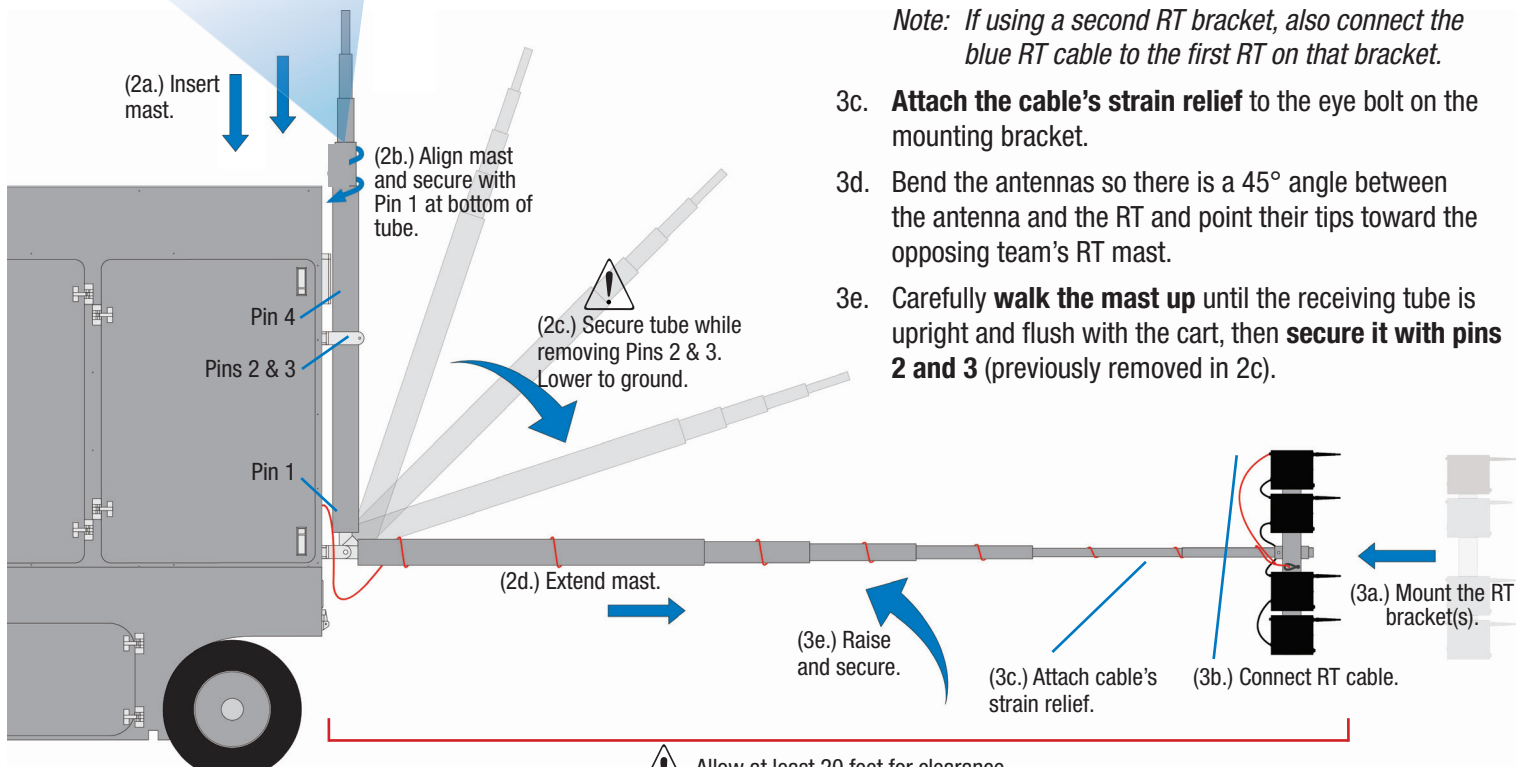 Note: If using a second RT bracket, also connect the
blue RT cable to the first RT on that bracket.
3c. Attach the cable's strain relief to the eye bolt on the
mounting bracket.
3d. Bend the antennas so there is a 45° angle between
the antenna and the RT and point their tips toward the
opposing team's RT mast.
3e. Carefully walk the mast up until the receiving tube is
upright and flush with the cart, then secure it with pins
2 and 3 (previously removed in 2c).
(2a.) Insert
mast.
(2b.) Align mast
and secure with
Pin 1 at bottom of
tube.
(2c.) Secure tube while
removing Pins 2 & 3.
Lower to ground.
Pin 4
Pins 2 & 3
Pin 1
(2d.) Extend mast.
(3e.) Raise
and secure.
(3c.) Attach cable's
strain relief.
(3b.) Connect RT cable.
(3a.) Mount the RT
bracket(s).
Allow at least 20 feet for clearance